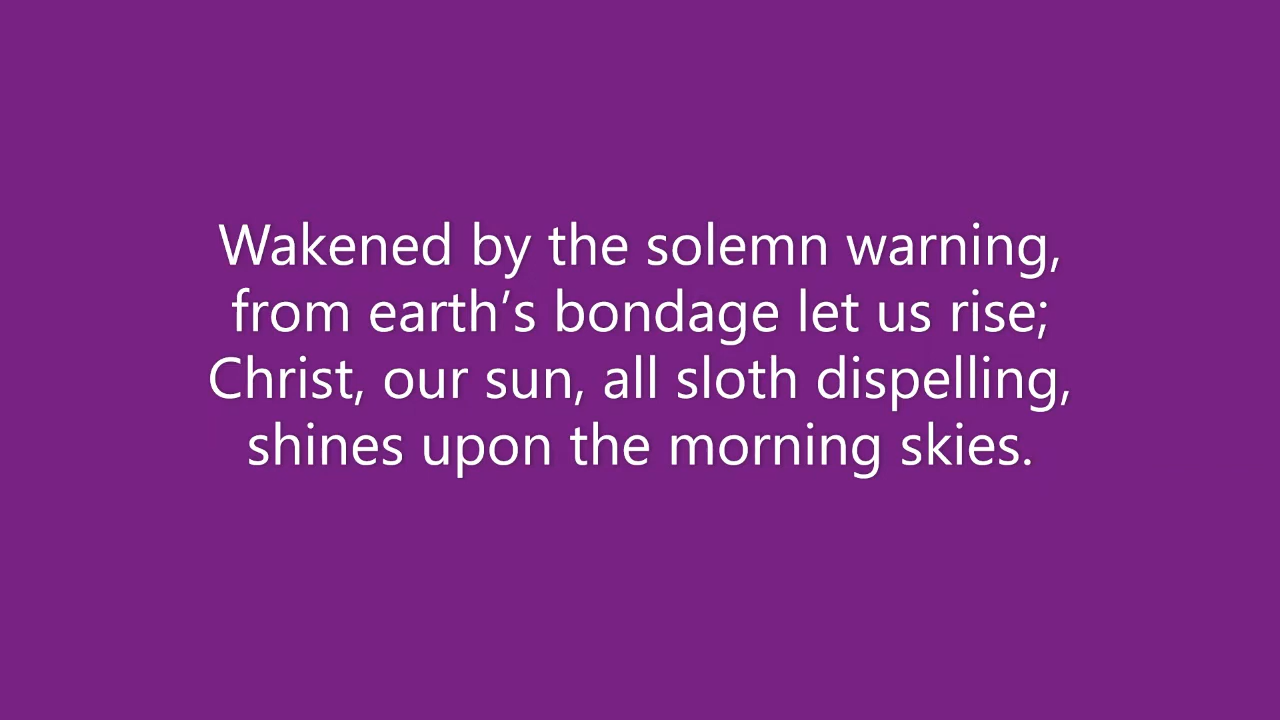 Wakened by the solemn warning,
from earth’s bondage let us rise;
Christ, our sun, all sloth dispelling,
shines upon the morning skies.